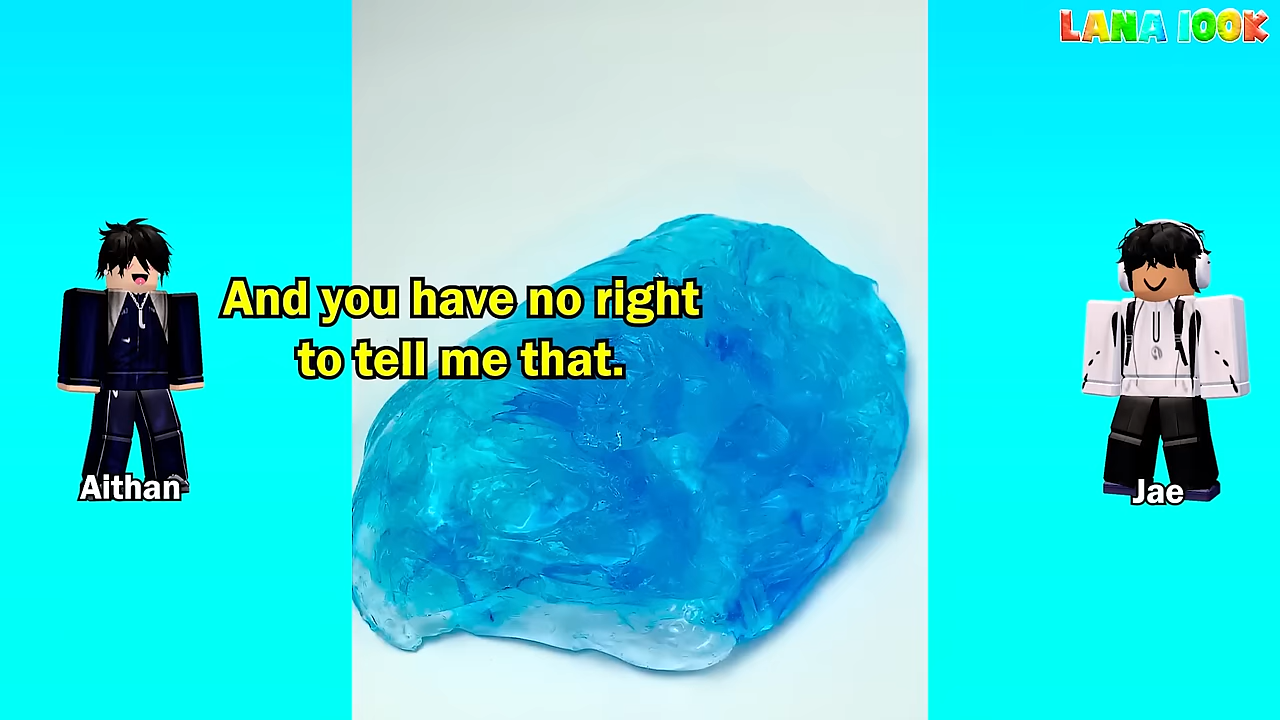 LANA 100K
And you have no right
to tell me that.
Aithan
Jae